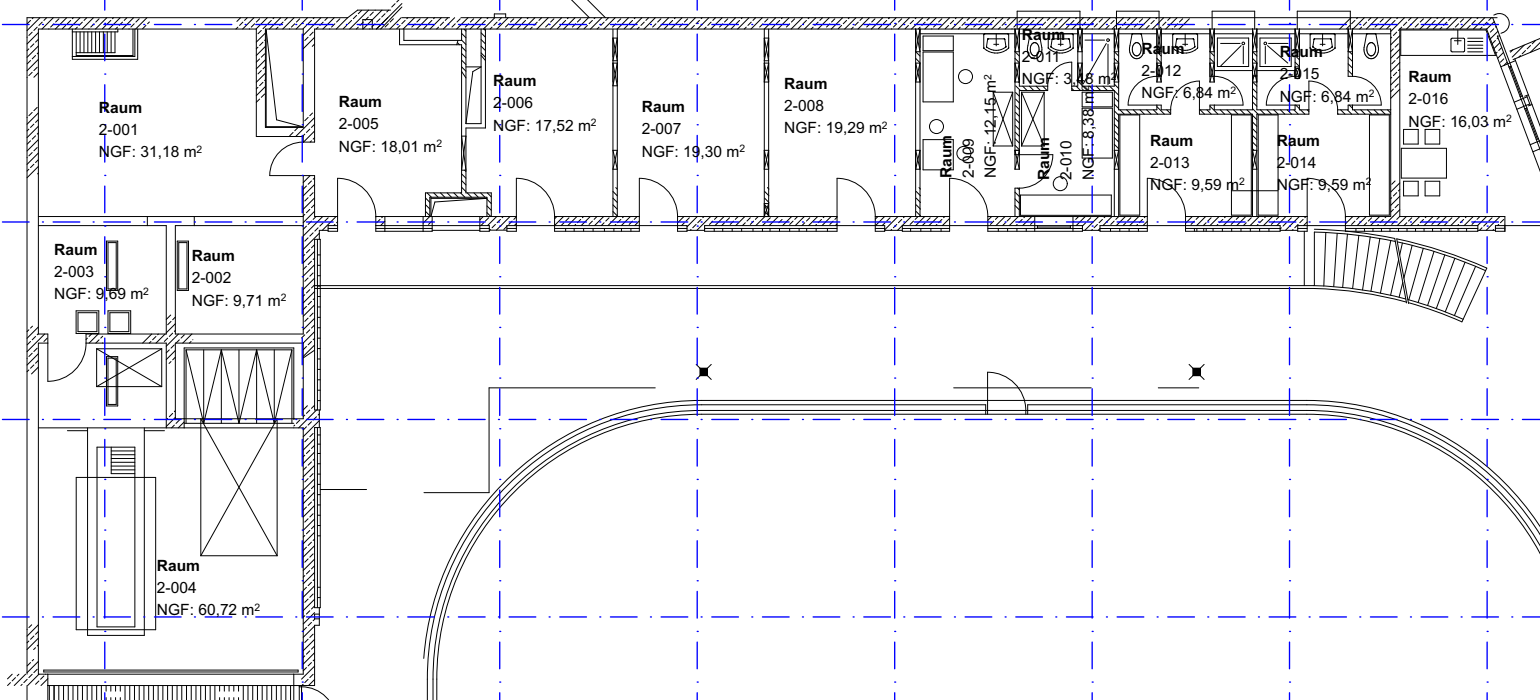 Raum
2-001
NGF: 31,18 m²
Raum
2-005
NGF: 18,01 m²
Raum
2-006
NGF: 17,52 m²
Raum
2-007
NGF: 19,30 m²
Raum
2-008
NGF: 19,29 m²
Raum
2-009
NGF: 12,15 m²
Raum
2-011
NGF: 3,48 m²
Raum
2-010
NGF: 8,38 m²
Raum
2-012
NGF: 6,84 m²
Raum
2-015
NGF: 6,84 m²
Raum
2-013
NGF: 9,59 m²
Raum
2-014
NGF: 9,59 m²
Raum
2-016
NGF: 16,03 m²
Raum
2-003
NGF: 9,69 m²
Raum
2-002
NGF: 9,71 m²
Raum
2-004
NGF: 60,72 m²